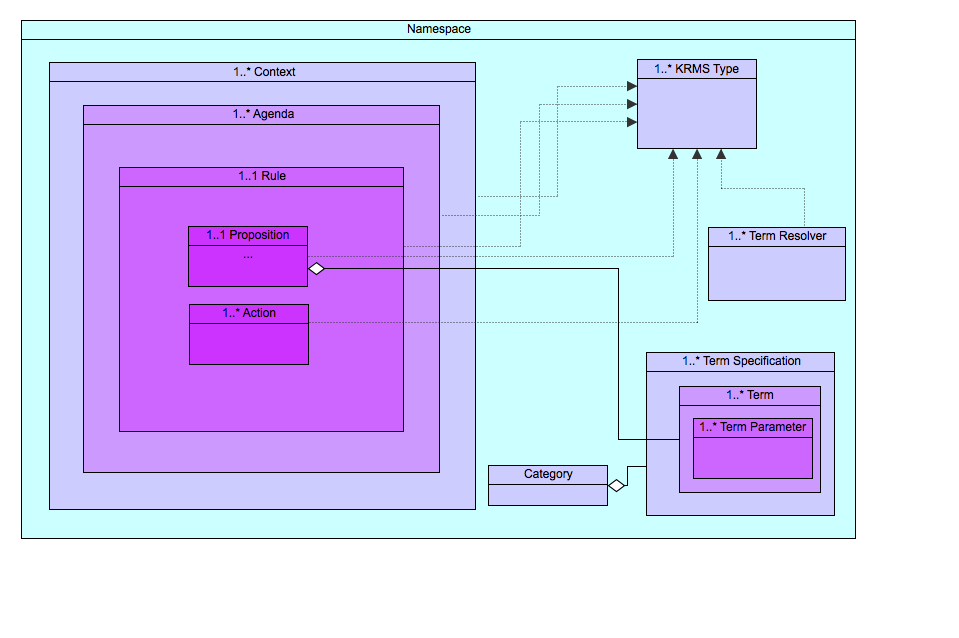 Namespace
1..* Context
1..* KRMS Type
1..* Agenda
1..1 Rule
1..1 Proposition
...
1..* Term Resolver
1..* Action
1..* Term Specification
1..* Term
1..* Term Parameter
Category